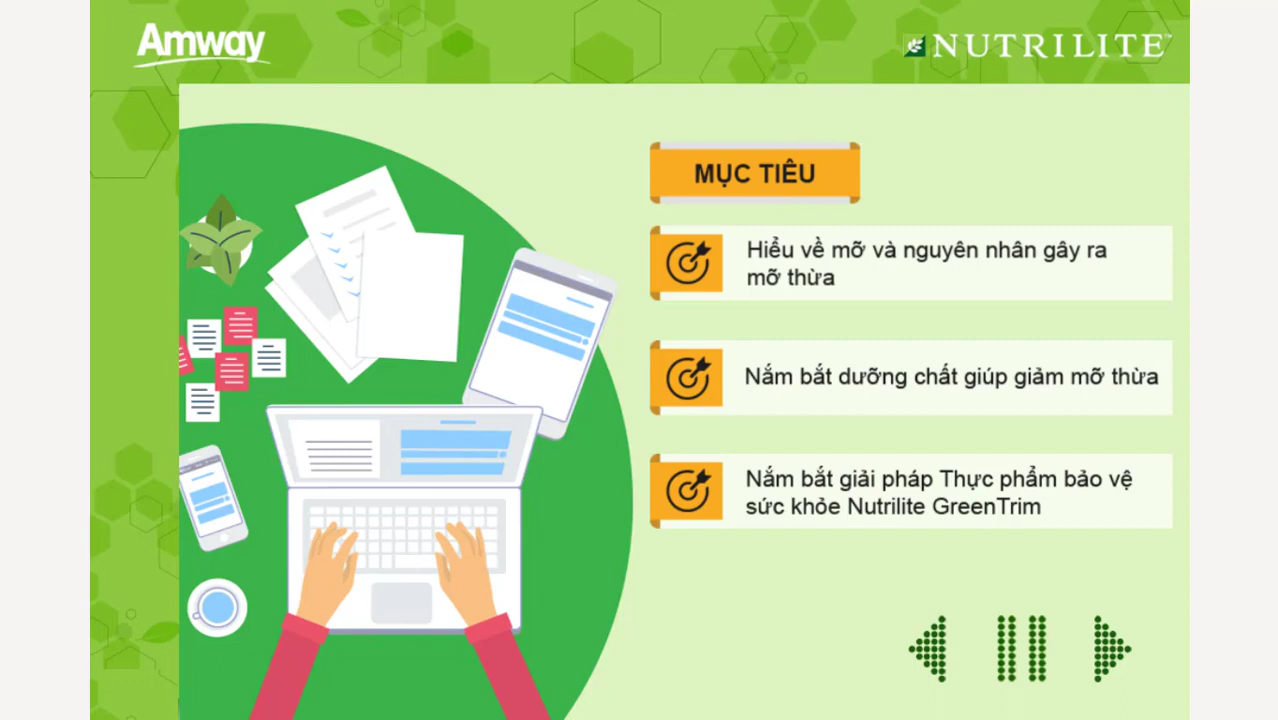 Amway
NUTRILITE™
MỤC TIÊU
Hiểu về mỡ và nguyên nhân gây ra
mỡ thừa
Nắm bắt dưỡng chất giúp giảm mỡ thừa
Nắm bắt giải pháp Thực phẩm bảo vệ
sức khỏe Nutrilite GreenTrim